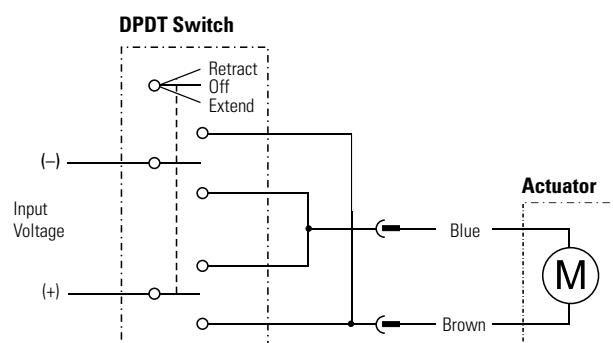 DPDT Switch
Retract
Off
Extend
(–)
Input
Voltage
(+)
Actuator
Blue
M
Brown